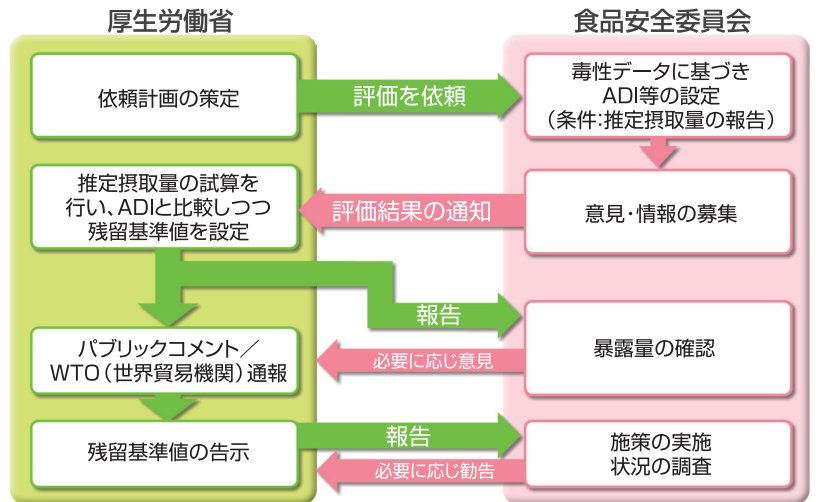 厚生労働省
食品安全委員会
依頼計画の策定
評価を依頼
毒性データに基づき
ADI等の設定
（条件:推定摂取量の報告）
推定摂取量の試算を
行い、ADIと比較しつつ
残留基準値を設定
評価結果の通知
意見・情報の募集
報告
暴露量の確認
パブリックコメント／
WTO（世界貿易機関）通報
必要に応じ意見
残留基準値の告示
報告
施策の実施
状況の調査
必要に応じ勧告